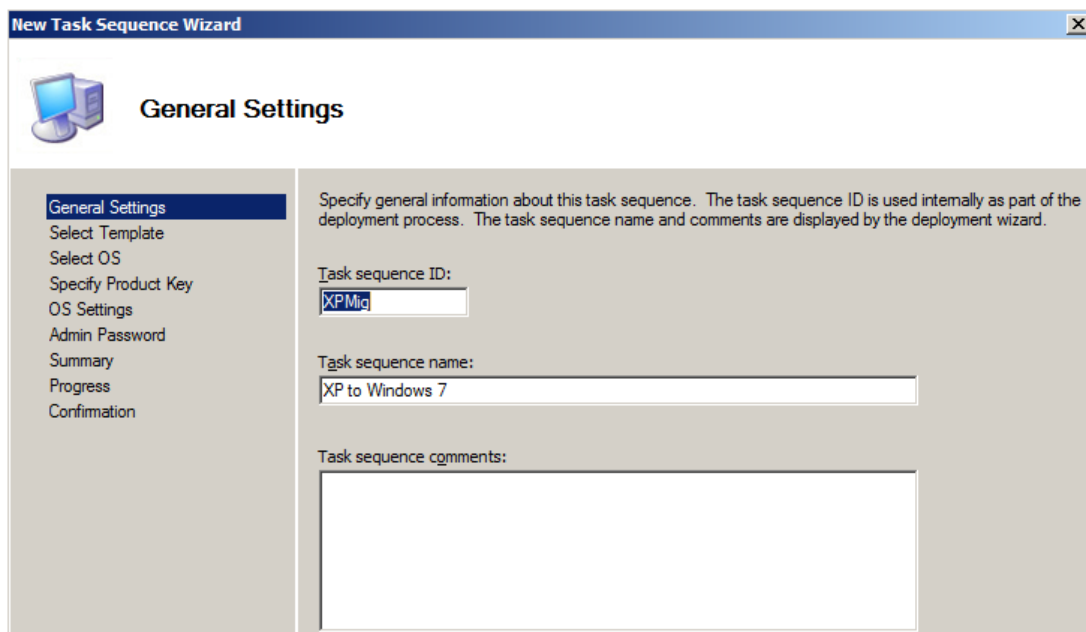 New Task Sequence Wizard
General Settings
General Settings
Select Template
Select OS
Specify Product Key
OS Settings
Admin Password
Summary
Progress
Confirmation
Specify general information about this task sequence.  The task sequence ID is used internally as part of the
deployment process.  The task sequence name and comments are displayed by the deployment wizard.
Task sequence ID:
XPMig
Task sequence name:
XP to Windows 7
Task sequence comments: